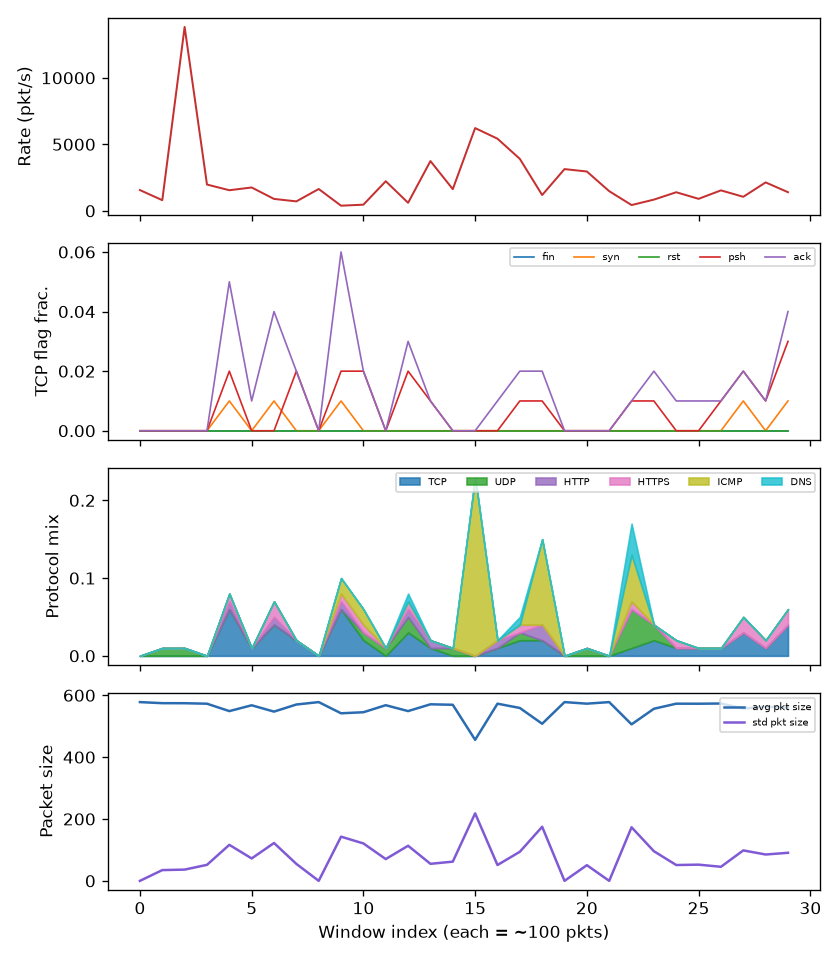 Rate (pkt/s)
10000
5000
0
TCP flag frac.
0.06
0.04
0.02
0.00
fin syn rst psh ack
Protocol mix
0.2
0.1
0.0
TCP UDP HTTP HTTPS ICMP DNS
Packet size
600
400
200
0
avg pkt size
std pkt size
0 5 10 15 20 25 30
Window index (each = ~100 pkts)